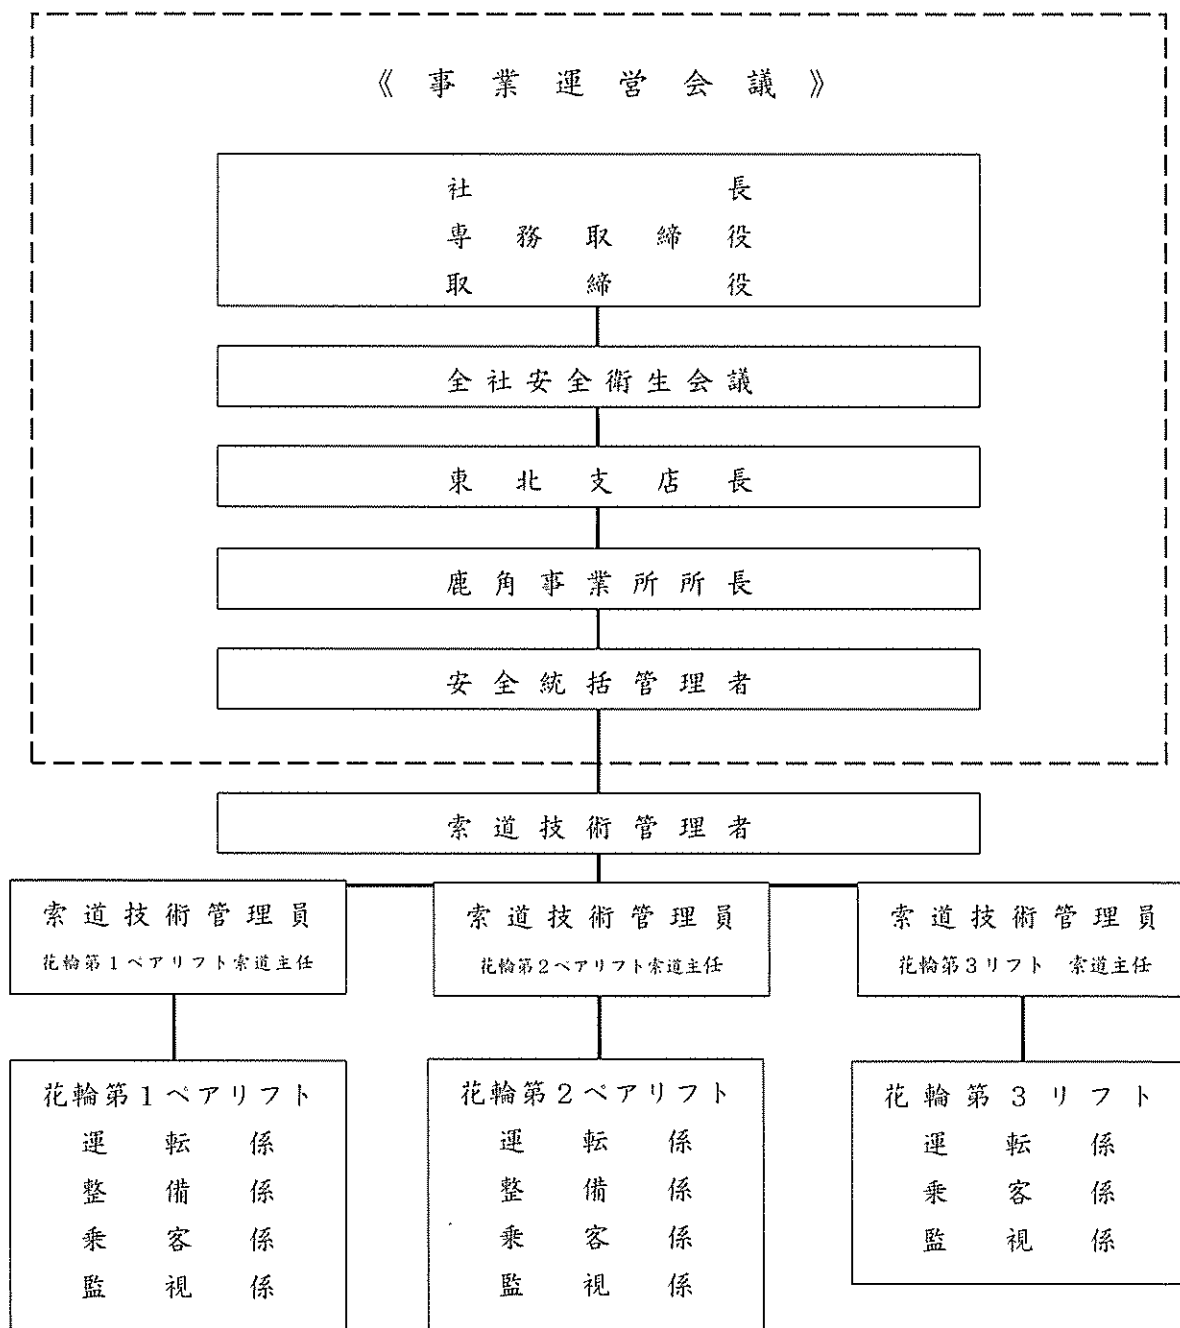 《事業運営会議》
社長
専務取締役
取締役
全社安全衛生会議
東北支店長
鹿角事業所所長
安全統括管理者
索道技術管理者
索道技術管理員
花輪第1ペアリフト索道主任
索道技術管理員
花輪第2ペアリフト索道主任
索道技術管理員
花輪第3リフト 索道主任
花輪第1ペアリフト
運転係
整備係
乗客係
監視係
花輪第2ペアリフト
運転係
整備係
乗客係
監視係
花輪第3リフト
運転係
乗客係
監視係